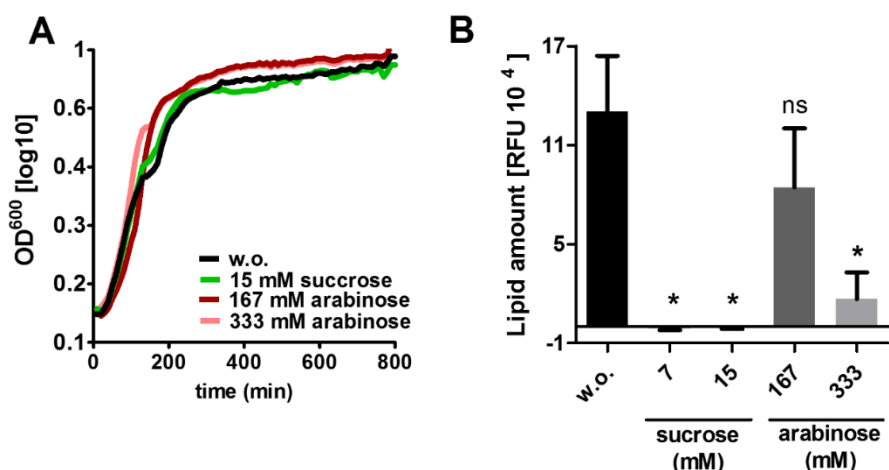 A
OD600 [log10]
1
0.6
0.4
0.3
0.2
0.1
w.o.
15 mM succrose
167 mM arabinose
333 mM arabinose
0
200
400
600
800
time (min)
B
Lipid amount [RFU 10 4]
17
11
5
-1
*
*
ns
*
w.o.
7
15
167
333
sucrose
(mM)
arabinose
(mM)